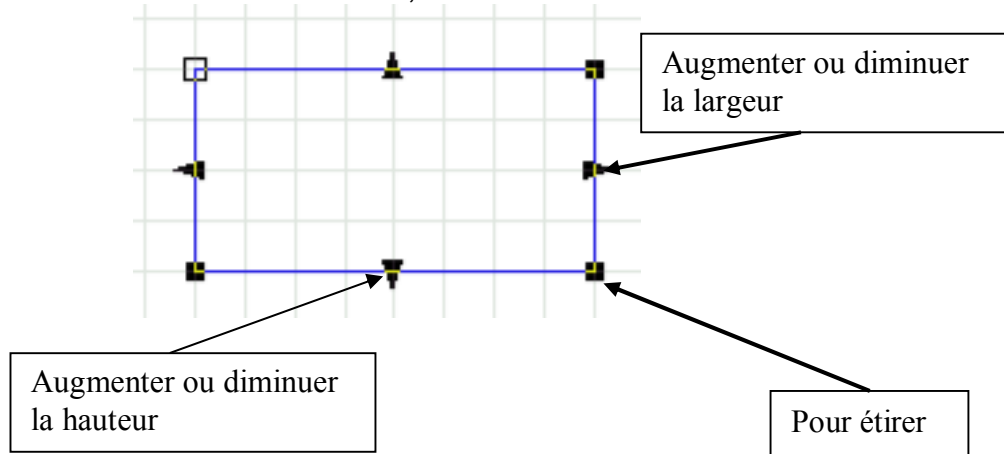 Augmenter ou diminuer
la largeur
Augmenter ou diminuer
la hauteur
Pour étirer